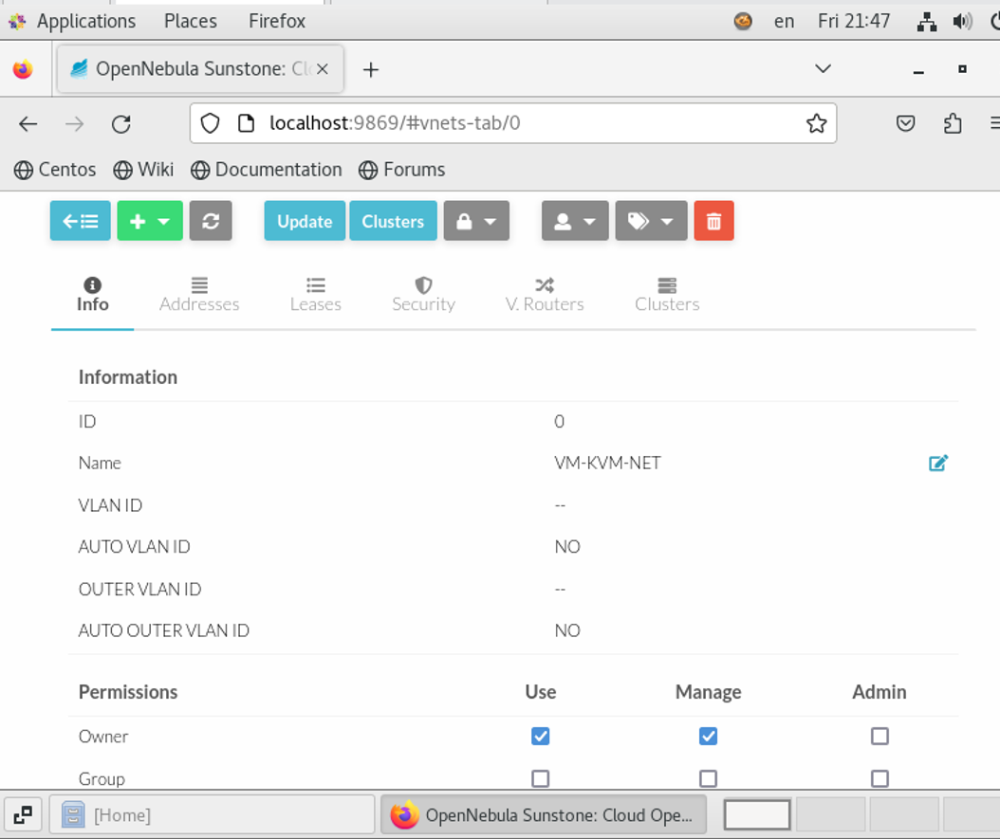 Applications Places Firefox en Fri 21:47
OpenNebula Sunstone: Clo
localhost:9869/#vnets-tab/0
Centos Wiki Documentation Forums
Update Clusters
Info Addresses Leases Security V. Routers Clusters
Information
ID 0
Name VM-KVM-NET
VLAN ID --
AUTO VLAN ID NO
OUTER VLAN ID --
AUTO OUTER VLAN ID NO
Permissions Use Manage Admin
Owner
Group
[Home] OpenNebula Sunstone: Cloud Ope...